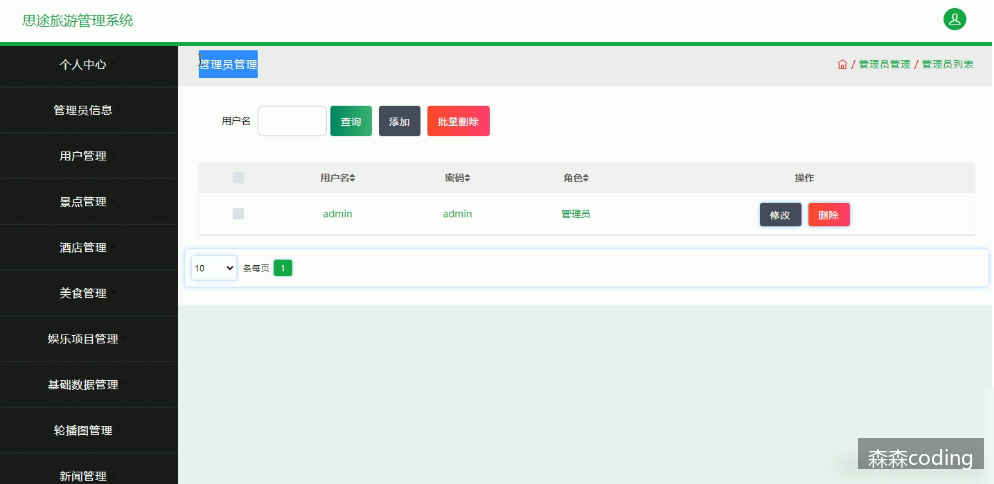 思途旅游管理系统
个人中心
管理员信息
用户管理
景点管理
酒店管理
美食管理
娱乐项目管理
基础数据管理
轮播图管理
新闻管理
管理员管理
/ 管理员管理 / 管理员列表
用户名 查询 添加 批量删除
用户名 密码 角色 操作
admin admin 管理员 修改 删除
10 条每页 1
森森coding